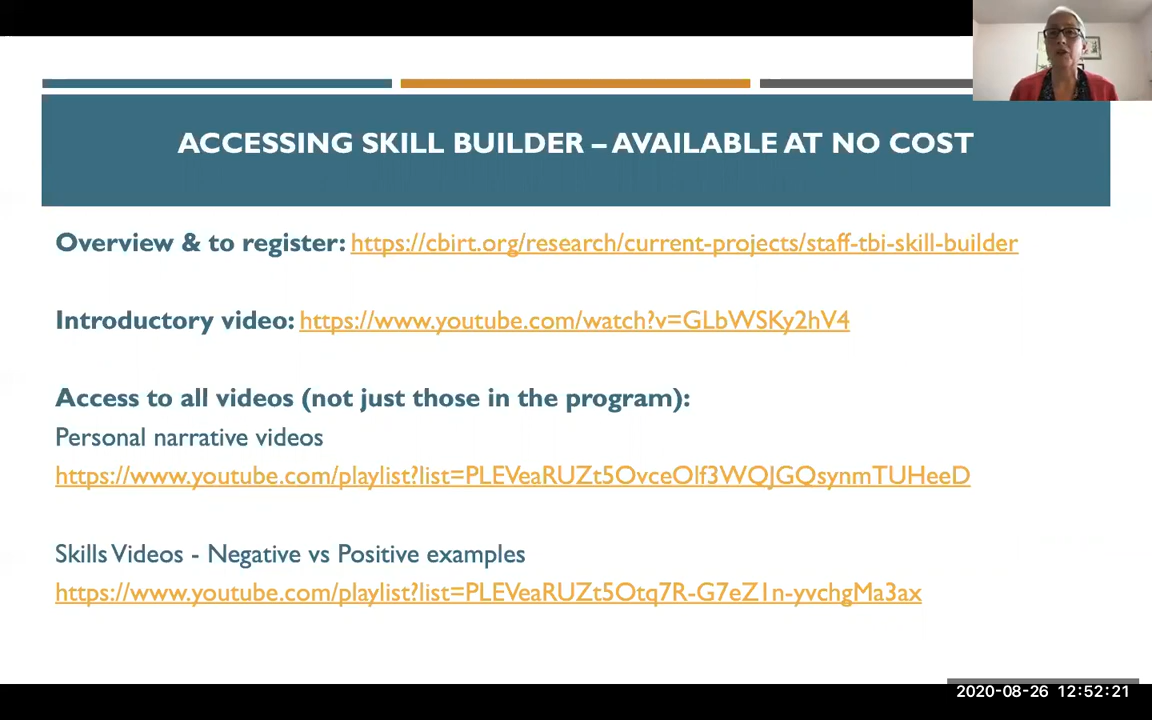 ACCESSING SKILL BUILDER – AVAILABLE AT NO COST
Overview & to register: https://cbirt.org/research/current-projects/staff-tbi-skill-builder
Introductory video: https://www.youtube.com/watch?v=GLbWSKy2hV4
Access to all videos (not just those in the program):
Personal narrative videos
https://www.youtube.com/playlist?list=PLEVeaRUZt5OvceOlf3WQJGQsynmTUHeeD
Skills Videos - Negative vs Positive examples
https://www.youtube.com/playlist?list=PLEVeaRUZt5Otq7R-G7eZ1n-yvchgMa3ax
2020-08-26 12:52:21